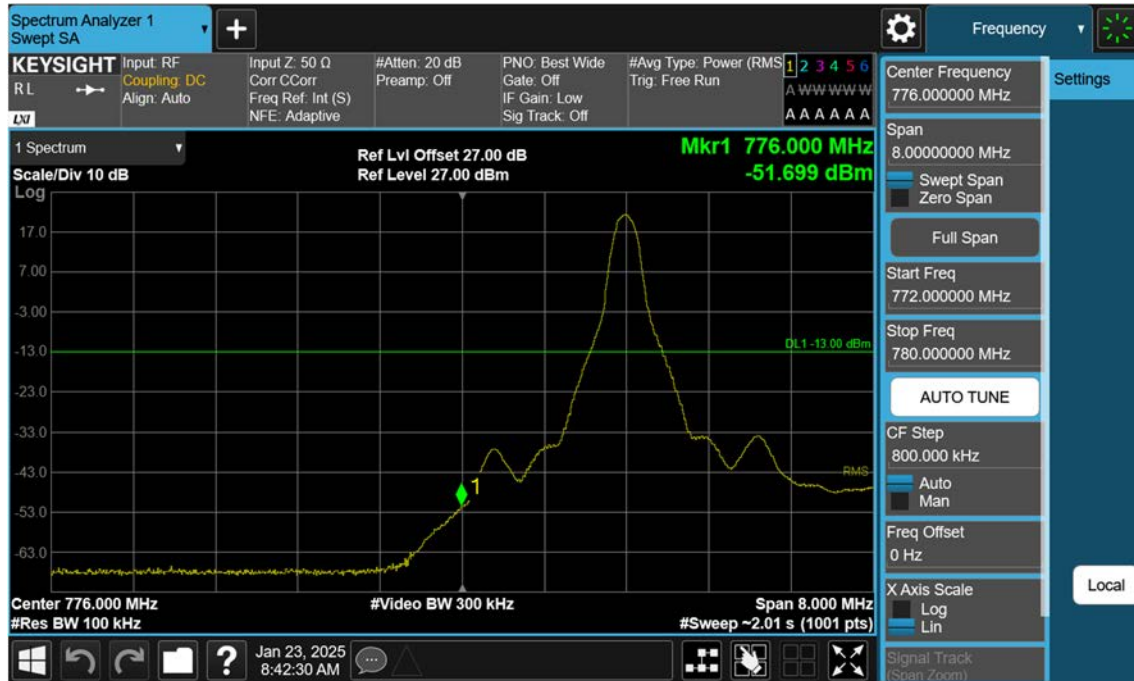 Spectrum Analyzer 1
Swept SA
Frequency
KEYSIGHT
R L
LXI
Input: RF
Coupling: DC
Align: Auto
Input Z: 50 Ω
Corr CCorr
Freq Ref: Int (S)
NFE: Adaptive
#Atten: 20 dB
Preamp: Off
PNO: Best Wide
Gate: Off
IF Gain: Low
Sig Track: Off
#Avg Type: Power (RMS
Trig: Free Run
1 2 3 4 5 6
A W W W W W
A A A A A A
1 Spectrum
Scale/Div 10 dB
Log
Ref Lvl Offset 27.00 dB
Ref Level 27.00 dBm
Mkr1 776.000 MHz
-51.699 dBm
17.0
7.00
-3.00
-13.0
-23.0
-33.0
-43.0
-53.0
-63.0
DL1 -13.00 dBm
RMS
1
Center 776.000 MHz
#Res BW 100 kHz
#Video BW 300 kHz
Span 8.000 MHz
#Sweep ~2.01 s (1001 pts)
Jan 23, 2025
8:42:30 AM
Center Frequency
776.000000 MHz
Span
8.00000000 MHz
Swept Span
Zero Span
Full Span
Start Freq
772.000000 MHz
Stop Freq
780.000000 MHz
AUTO TUNE
CF Step
800.000 kHz
Auto
Man
Freq Offset
0 Hz
X Axis Scale
Log
Lin
Signal Track
(Span Zoom)
Settings
Local